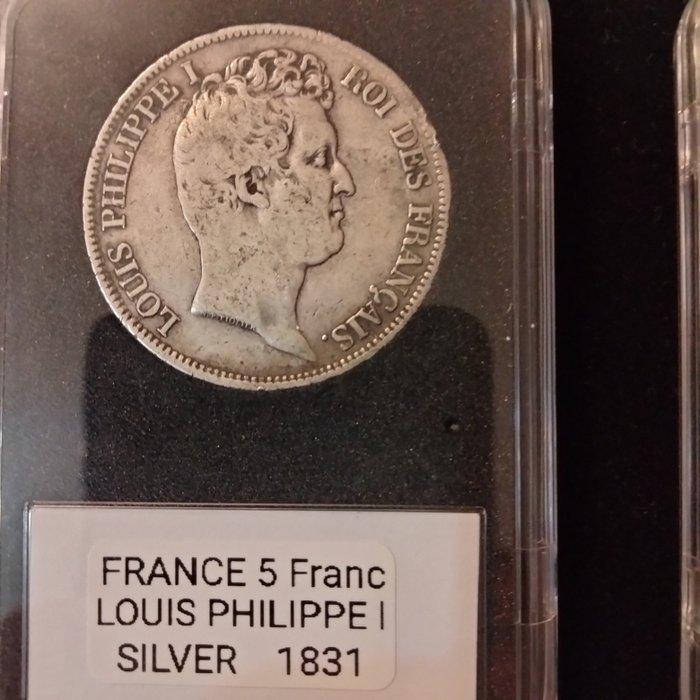 LOUIS PHILIPPE I ROI DES FRANÇAIS.
FRANCE 5 Franc
LOUIS PHILIPPE I
SILVER 1831